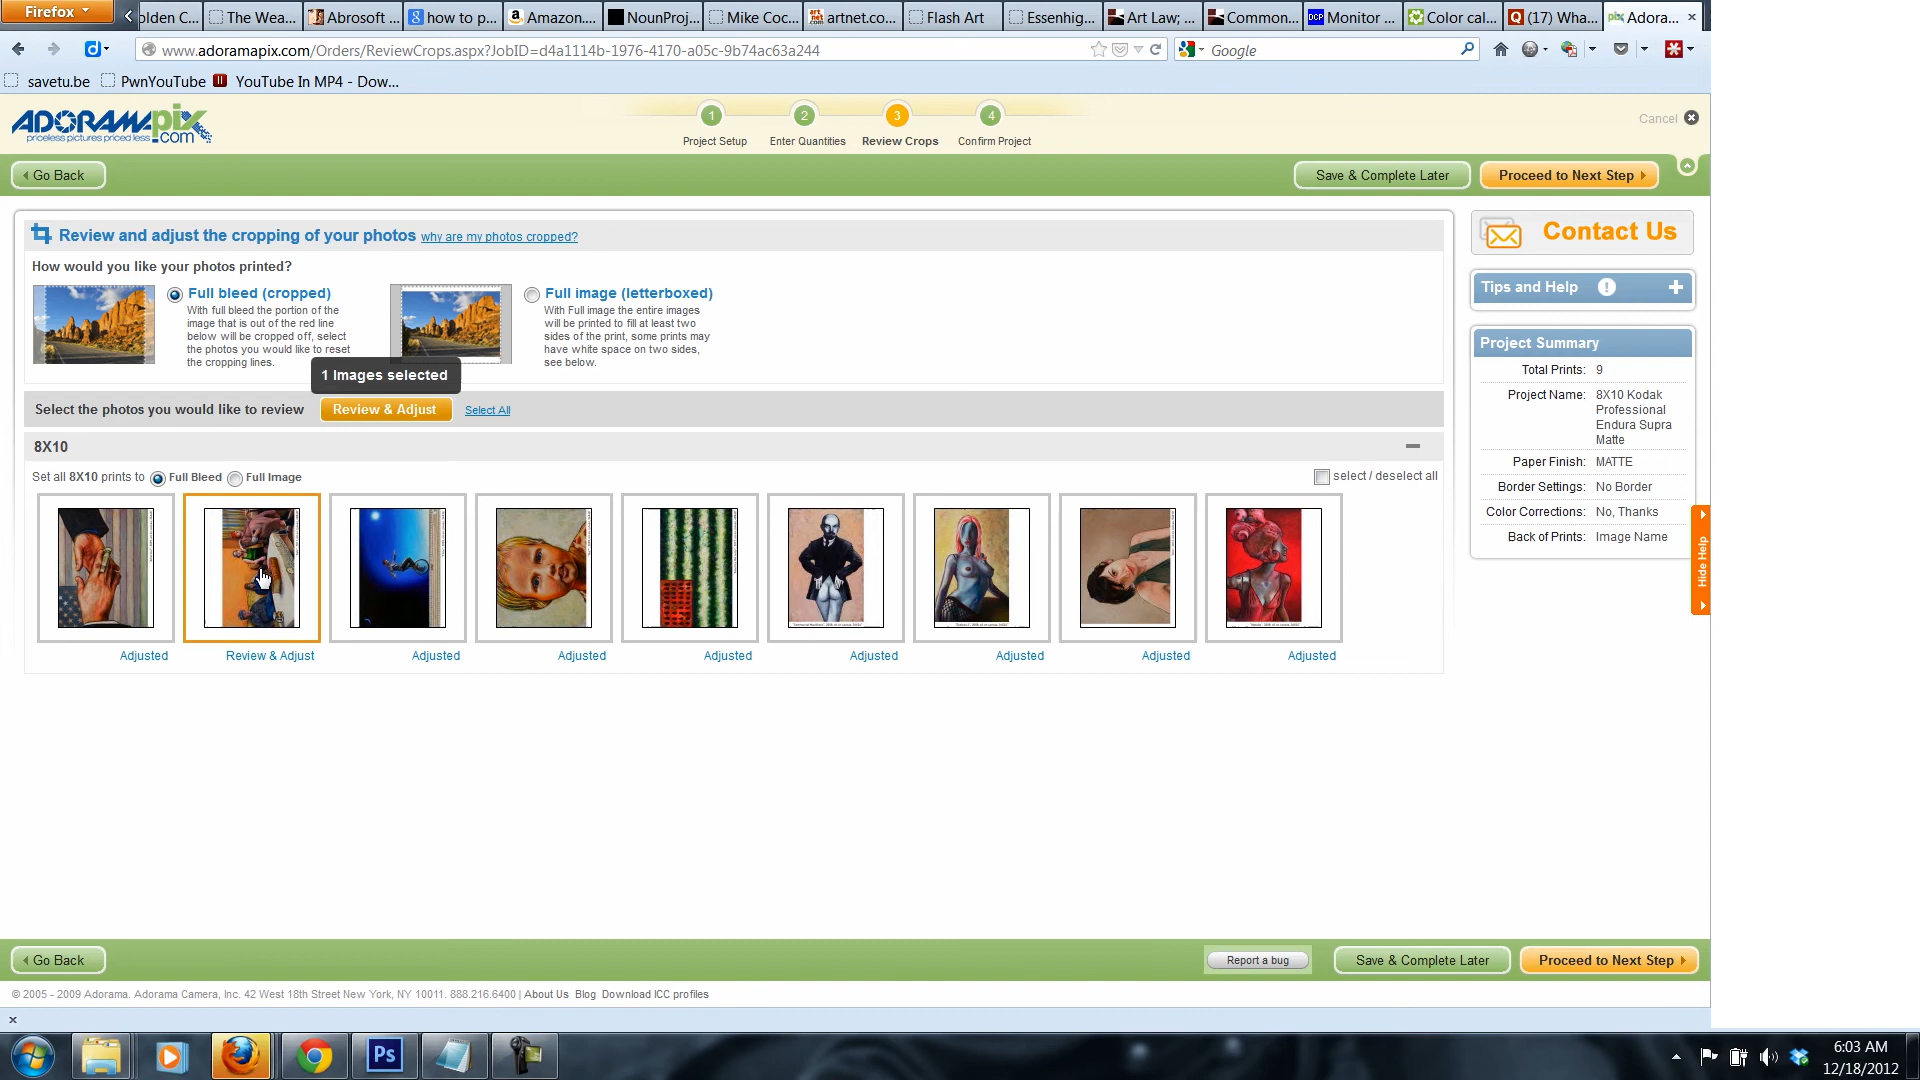 Firefox
olden C...
The Wea...
Abrosoft ...
how to p...
Amazon....
NounProj...
Mike Coc...
artnet.co...
Flash Art
Essenhig...
Art Law; ...
Common...
Monitor ...
Color cal...
(17) Wha...
Adora...
www.adoramapix.com/Orders/ReviewCrops.aspx?JobID=d4a1114b-1976-4170-a05c-9b74ac63a244
Google
savetu.be
PwnYouTube
YouTube In MP4 - Dow...
ADORAMApix
.com
priceless pictures priced less
1
2
3
4
Project Setup
Enter Quantities
Review Crops
Confirm Project
Cancel
Go Back
Save & Complete Later
Proceed to Next Step
Review and adjust the cropping of your photos why are my photos cropped?
How would you like your photos printed?
Full bleed (cropped)
With full bleed the portion of the
image that is out of the red line
below will be cropped off, select
the photos you would like to reset
the cropping lines.
Full image (letterboxed)
With Full image the entire images
will be printed to fill at least two
sides of the print, some prints may
have white space on two sides,
see below.
1 Images selected
Select the photos you would like to review
Review & Adjust
Select All
8X10
Set all 8X10 prints to
Full Bleed
Full Image
select / deselect all
Adjusted
Review & Adjust
Adjusted
Adjusted
Adjusted
Adjusted
Adjusted
Adjusted
Adjusted
Contact Us
Tips and Help
Project Summary
Total Prints: 9
Project Name: 8X10 Kodak
Professional
Endura Supra
Matte
Paper Finish: MATTE
Border Settings: No Border
Color Corrections: No, Thanks
Back of Prints: Image Name
Hide Help
Go Back
Report a bug
Save & Complete Later
Proceed to Next Step
© 2005 - 2009 Adorama. Adorama Camera, Inc. 42 West 18th Street New York, NY 10011. 888.216.6400 | About Us Blog Download ICC profiles
Ps
6:03 AM
12/18/2012